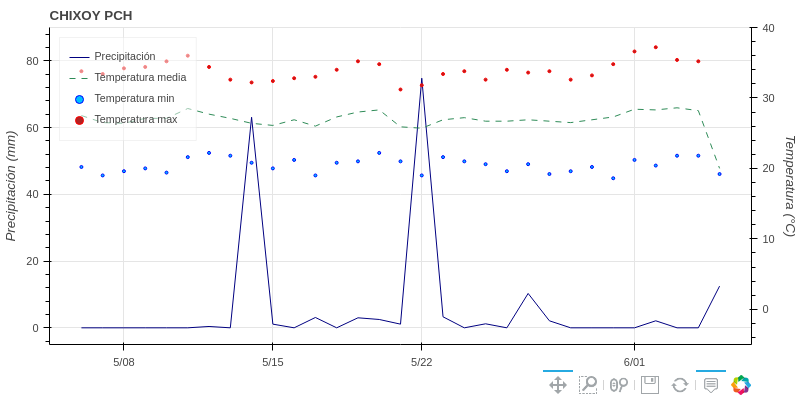 CHIXOY PCH
Precipitación
Temperatura media
Temperatura min
Temperatura max
Precipitación (mm)
80
60
40
20
0
Temperatura (°C)
40
30
20
10
0
5/08
5/15
5/22
6/01